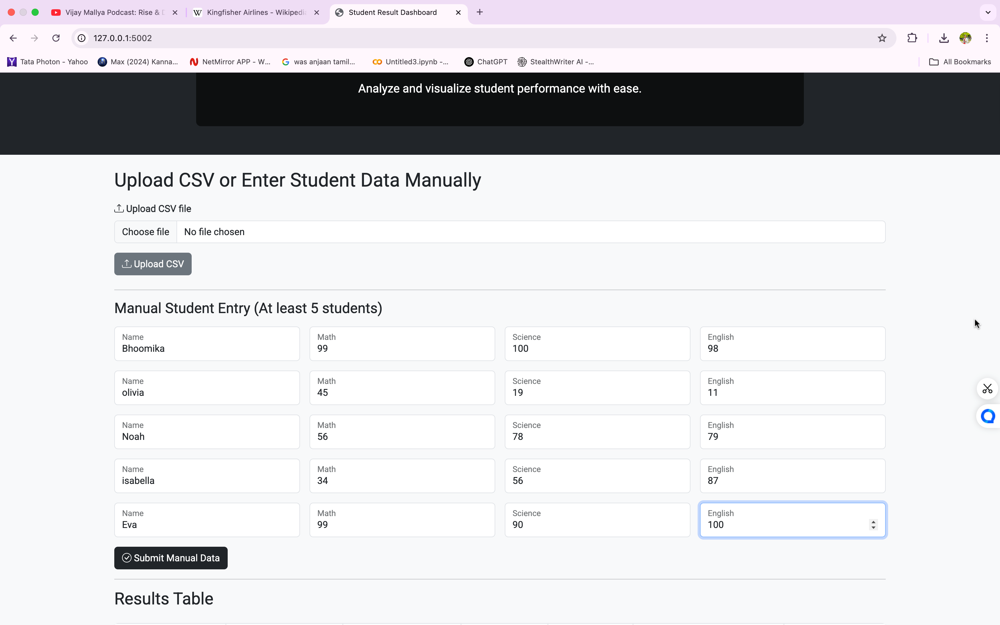 Vijay Mallya Podcast: Rise & D
Kingfisher Airlines - Wikipedia
Student Result Dashboard
127.0.0.1:5002
Tata Photon - Yahoo
Max (2024) Kanna...
NetMirror APP - W...
was anjaan tamil...
Untitled3.ipynb -...
ChatGPT
StealthWriter AI -...
All Bookmarks
Analyze and visualize student performance with ease.
Upload CSV or Enter Student Data Manually
Upload CSV file
Choose file No file chosen
Upload CSV
Manual Student Entry (At least 5 students)
Name Math Science English
Bhoomika 99 100 98
Name Math Science English
olivia 45 19 11
Name Math Science English
Noah 56 78 79
Name Math Science English
isabella 34 56 87
Name Math Science English
Eva 99 90 100
Submit Manual Data
Results Table